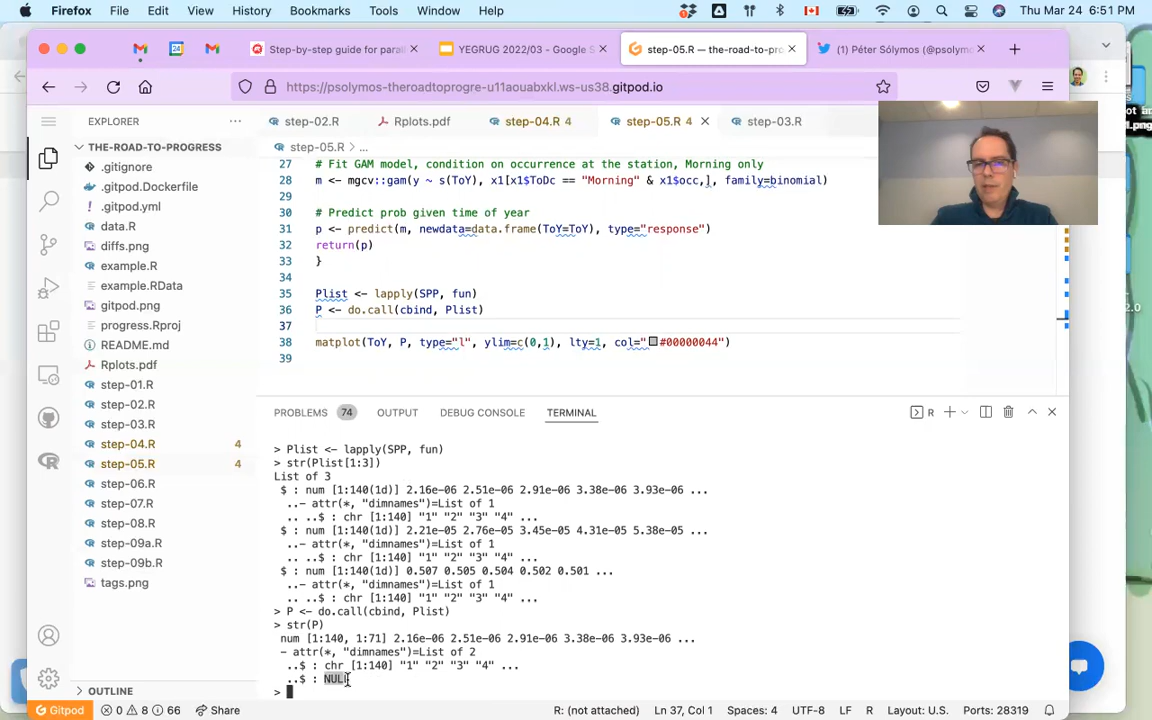 Firefox File Edit View History Bookmarks Tools Window Help Thu Mar 24 6:51 PM
Step-by-step guide for paral YEGRUG 2022/03 - Google S step-05.R — the-road-to-pro (1) Péter Sólymos (@psolym
https://psolymos-theroadtoprogre-u11aouabxkl.ws-us38.gitpod.io
EXPLORER
step-02.R Rplots.pdf step-04.R 4 step-05.R 4 step-03.R
THE-ROAD-TO-PROGRESS
step-05.R > ...
.gitignore
.gitpod.Dockerfile
.gitpod.yml
data.R
diffs.png
example.R
example.RData
gitpod.png
progress.Rproj
README.md
Rplots.pdf
step-01.R
step-02.R
step-03.R
step-04.R 4
step-05.R 4
step-06.R
step-07.R
step-08.R
step-09a.R
step-09b.R
tags.png
OUTLINE
27 # Fit GAM model, condition on occurrence at the station, Morning only
28 m <- mgcv::gam(y ~ s(ToY), x1[x1$ToDc == "Morning" & x1$occ,], family=binomial)
29
30 # Predict prob given time of year
31 p <- predict(m, newdata=data.frame(ToY=ToY), type="response")
32 return(p)
33 }
34
35 Plist <- lapply(SPP, fun)
36 P <- do.call(cbind, Plist)
37
38 matplot(ToY, P, type="l", ylim=c(0,1), lty=1, col="#00000044")
39
PROBLEMS 74 OUTPUT DEBUG CONSOLE TERMINAL R
> Plist <- lapply(SPP, fun)
> str(Plist[1:3])
List of 3
$ : num [1:140(1d)] 2.16e-06 2.51e-06 2.91e-06 3.38e-06 3.93e-06 ...
..- attr(*, "dimnames")=List of 1
.. ..$ : chr [1:140] "1" "2" "3" "4" ...
$ : num [1:140(1d)] 2.21e-05 2.76e-05 3.45e-05 4.31e-05 5.38e-05 ...
..- attr(*, "dimnames")=List of 1
.. ..$ : chr [1:140] "1" "2" "3" "4" ...
$ : num [1:140(1d)] 0.507 0.505 0.504 0.502 0.501 ...
..- attr(*, "dimnames")=List of 1
.. ..$ : chr [1:140] "1" "2" "3" "4" ...
> P <- do.call(cbind, Plist)
> str(P)
num [1:140, 1:71] 2.16e-06 2.51e-06 2.91e-06 3.38e-06 3.93e-06 ...
- attr(*, "dimnames")=List of 2
..$ : chr [1:140] "1" "2" "3" "4" ...
..$ : NULL
>
Gitpod 0 8 66 Share R: (not attached) Ln 37, Col 1 Spaces: 4 UTF-8 LF R Layout: U.S. Ports: 28319